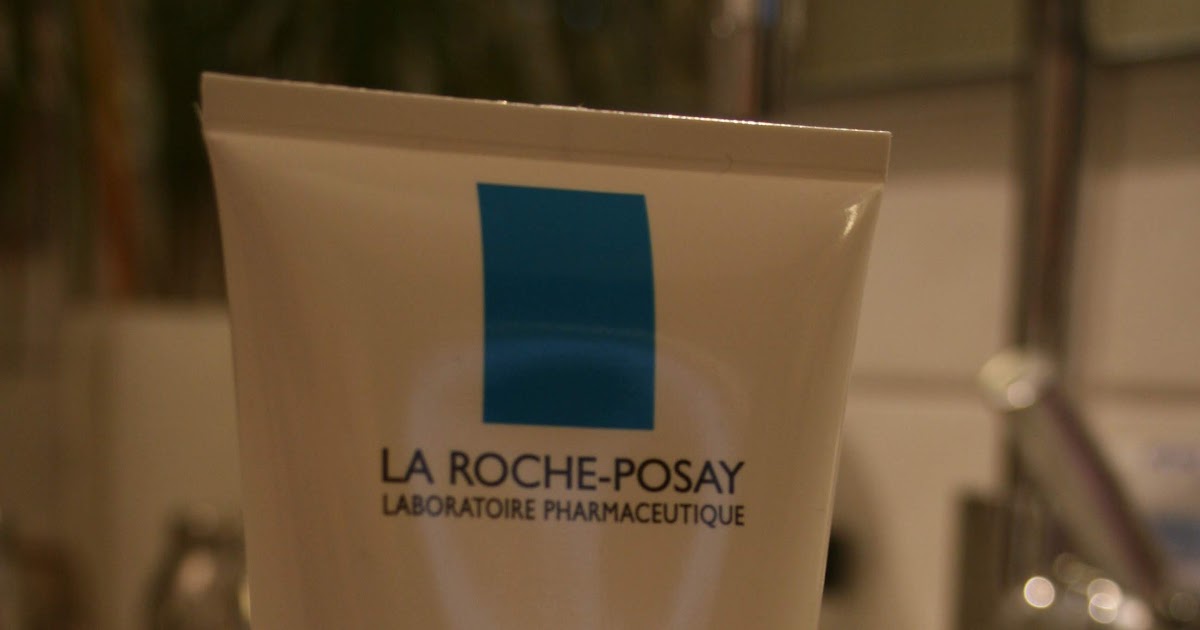 LA ROCHE-POSAY
LABORATOIRE PHARMACEUTIQUE